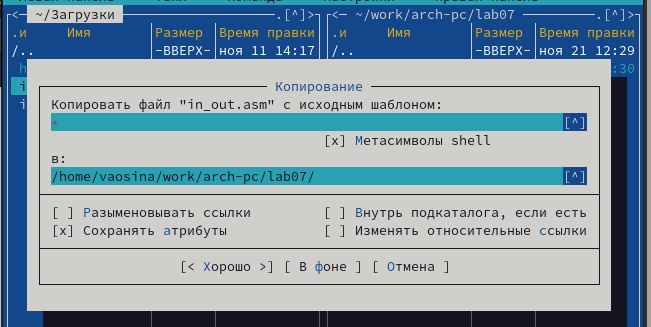 ~/Загрузки .[^]> <─ ~/work/arch-pc/lab07 .[^]>
.и Имя Размер Время правки .и Имя Размер Время правки
/.. -ВВЕРХ- ноя 11 14:17 /.. -ВВЕРХ- ноя 21 12:29
:30
Копирование
Копировать файл "in_out.asm" с исходным шаблоном:
* [^]
[x] Метасимволы shell
в:
/home/vaosina/work/arch-pc/lab07/ [^]
[ ] Разыменовывать ссылки [ ] Внутрь подкаталога, если есть
[x] Сохранять атрибуты [ ] Изменять относительные ссылки
[< Хорошо >] [ В фоне ] [ Отмена ]